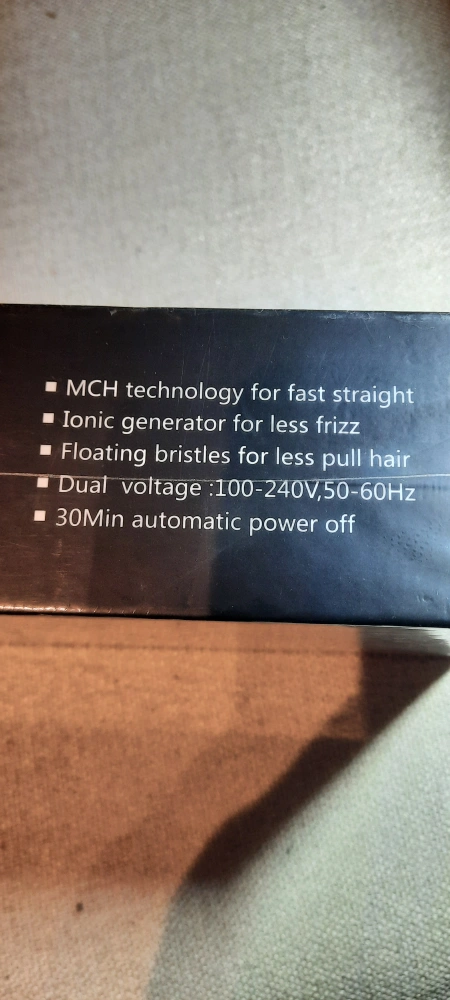 ▪ MCH technology for fast straight
▪ Ionic generator for less frizz
▪ Floating bristles for less pull hair
▪ Dual voltage :100-240V,50-60Hz
▪ 30Min automatic power off